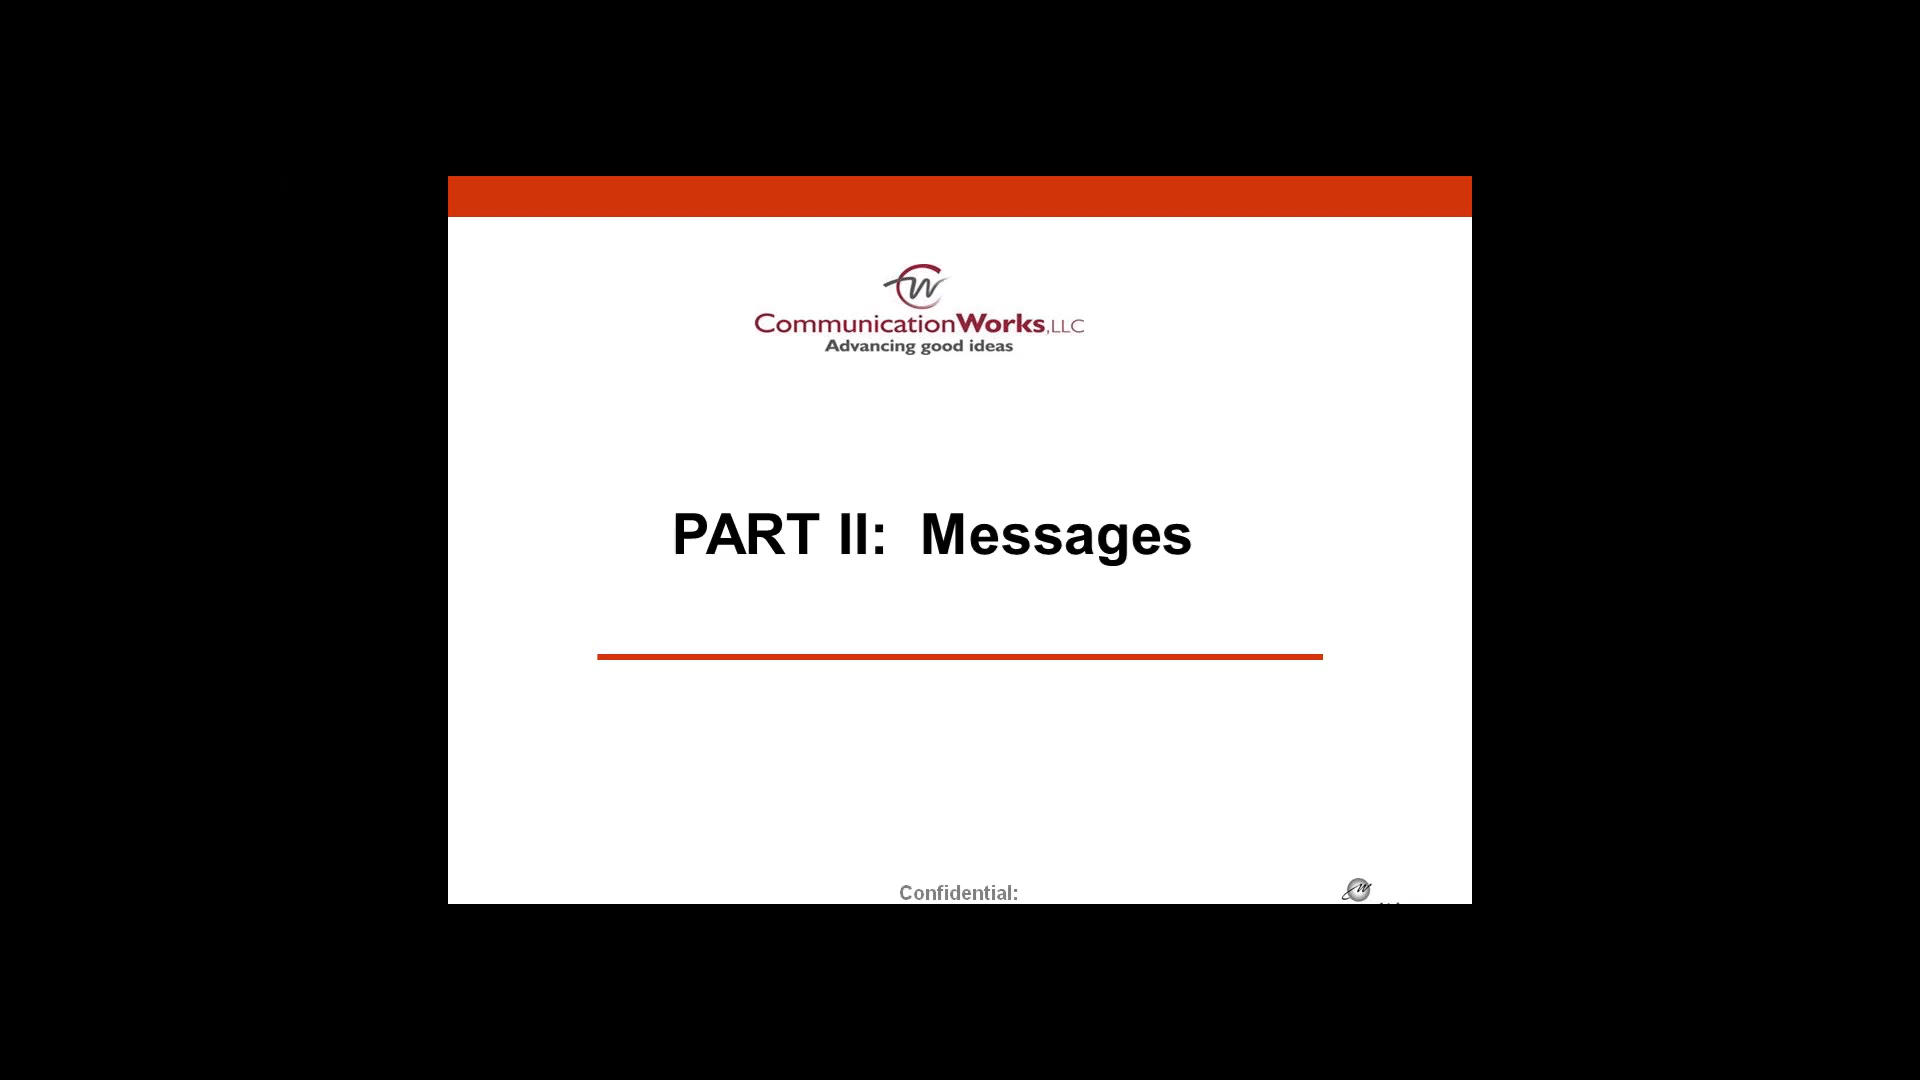 CommunicationWorks,LLC
Advancing good ideas
PART II:  Messages
Confidential: